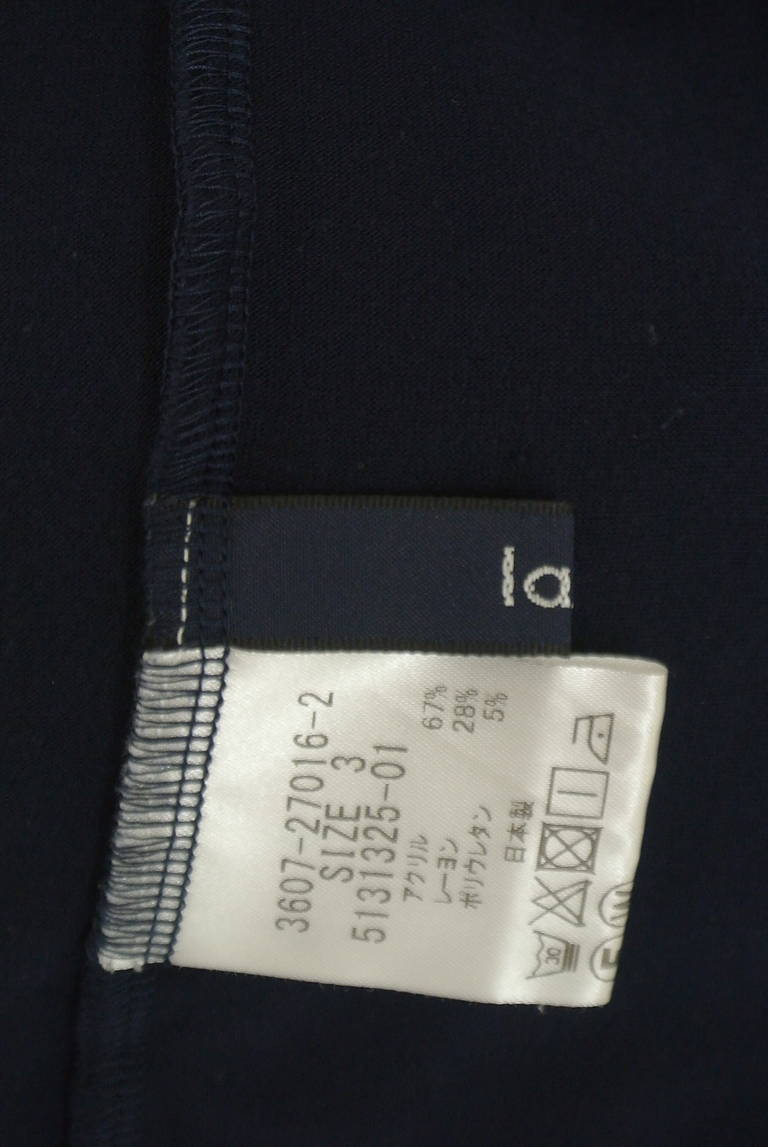 3607-27016-2
SIZE 3
5131325-01
アクリル 67%
レーヨン 28%
ポリウレタン 5%
日本製
30